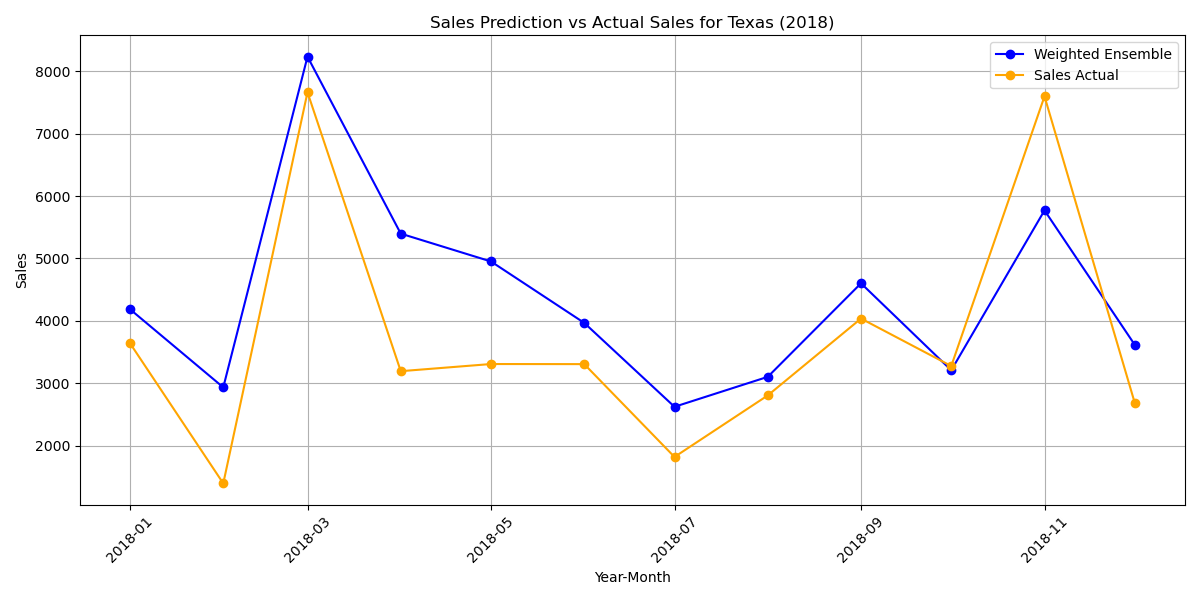 Sales Prediction vs Actual Sales for Texas (2018)
Weighted Ensemble
Sales Actual
8000
7000
6000
5000
4000
3000
2000
Sales
2018-01
2018-03
2018-05
2018-07
2018-09
2018-11
Year-Month